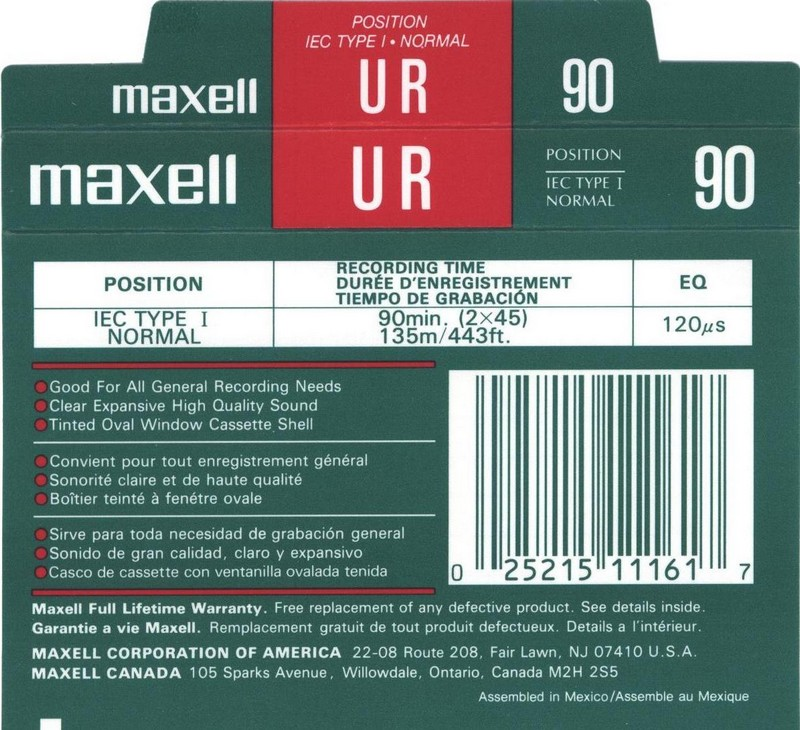 POSITION
IEC TYPE I • NORMAL
maxell UR 90
maxell UR POSITION IEC TYPE I NORMAL 90
POSITION
RECORDING TIME
DURÉE D'ENREGISTREMENT
TIEMPO DE GRABACIÓN
EQ
IEC TYPE I
NORMAL
90min. (2×45)
135m/443ft.
120µs
●Good For All General Recording Needs
●Clear Expansive High Quality Sound
●Tinted Oval Window Cassette Shell
●Convient pour tout enregistrement général
●Sonorité claire et de haute qualité
●Boîtier teinté à fenétre ovale
●Sirve para toda necesidad de grabación general
●Sonido de gran calidad, claro y expansivo
●Casco de cassette con ventanilla ovalada tenida
0 25215 11161 7
Maxell Full Lifetime Warranty. Free replacement of any defective product. See details inside.
Garantie a vie Maxell. Remplacement gratuit de tout produit defectueux. Details a l'intérieur.
MAXELL CORPORATION OF AMERICA 22-08 Route 208, Fair Lawn, NJ 07410 U.S.A.
MAXELL CANADA 105 Sparks Avenue, Willowdale, Ontario, Canada M2H 2S5
Assembled in Mexico/Assemble au Mexique